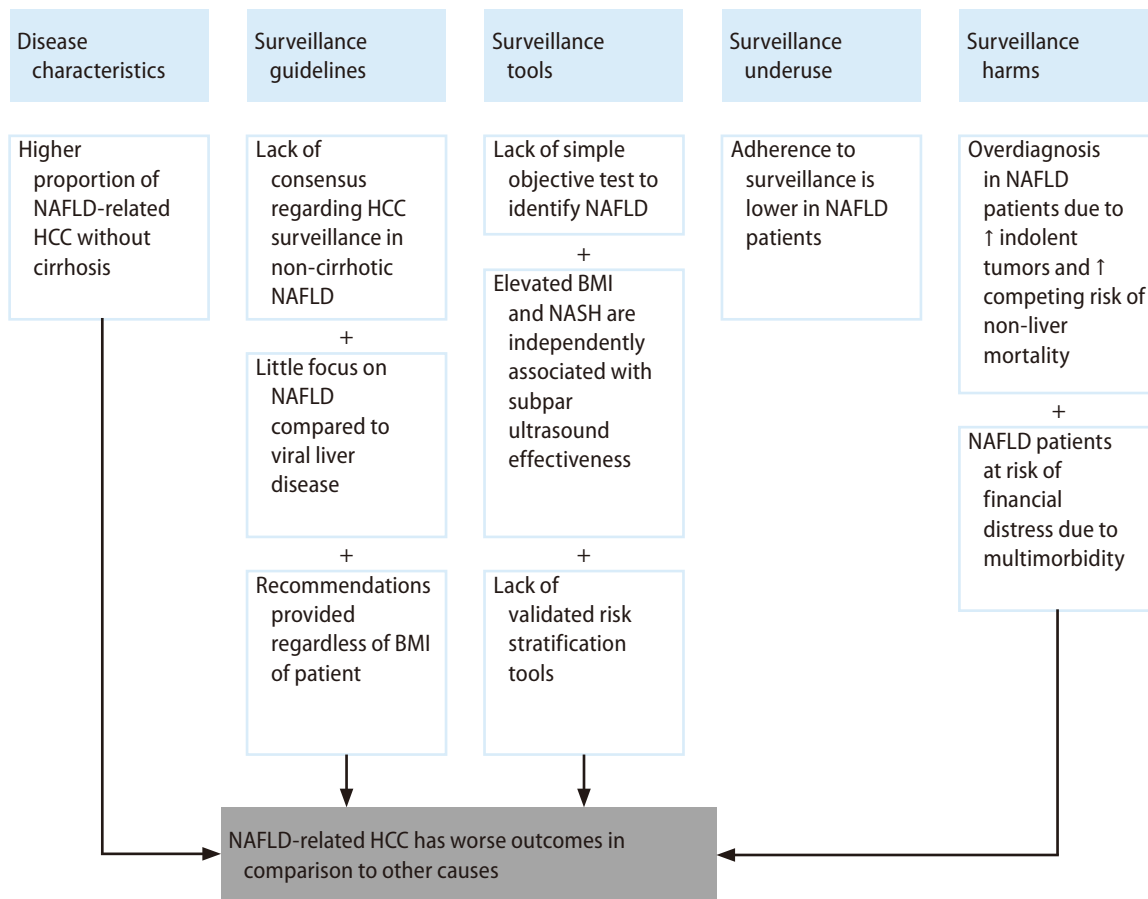 Disease
characteristics
Surveillance
guidelines
Surveillance
tools
Surveillance
underuse
Surveillance
harms
Higher
proportion of
NAFLD-related
HCC without
cirrhosis
Lack of
consensus
regarding HCC
surveillance in
non-cirrhotic
NAFLD
+
Little focus on
NAFLD
compared to
viral liver
disease
+
Recommendations
provided
regardless of BMI
of patient
Lack of simple
objective test to
identify NAFLD
+
Elevated BMI
and NASH are
independently
associated with
subpar
ultrasound
effectiveness
+
Lack of
validated risk
stratification
tools
Adherence to
surveillance is
lower in NAFLD
patients
Overdiagnosis
in NAFLD
patients due to
↑ indolent
tumors and ↑
competing risk of
non-liver
mortality
+
NAFLD patients
at risk of
financial
distress due to
multimorbidity
NAFLD-related HCC has worse outcomes in
comparison to other causes